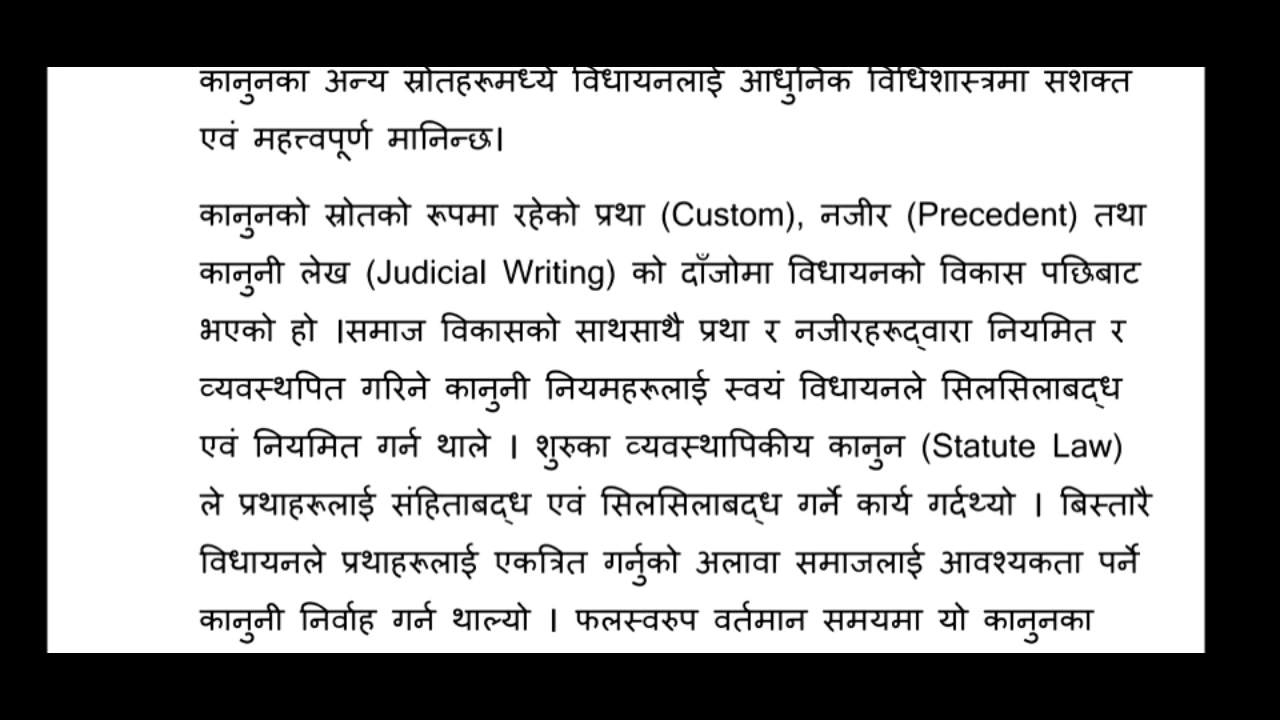 कानुनका अन्य स्रोतहरूमध्ये विधायनलाई आधुनिक विधिशास्त्रमा सशक्त
एवं महत्त्वपूर्ण मानिन्छ।
कानुनको स्रोतको रूपमा रहेको प्रथा (Custom), नजीर (Precedent) तथा
कानुनी लेख (Judicial Writing) को दाँजोमा विधायनको विकास पछिबाट
भएको हो ।समाज विकासको साथसाथै प्रथा र नजीरहरूद्वारा नियमित र
व्यवस्थपित गरिने कानुनी नियमहरूलाई स्वयं विधायनले सिलसिलाबद्ध
एवं नियमित गर्न थाले । शुरुका व्यवस्थापिकीय कानुन (Statute Law)
ले प्रथाहरूलाई संहिताबद्ध एवं सिलसिलाबद्ध गर्ने कार्य गर्दथ्यो । बिस्तारै
विधायनले प्रथाहरूलाई एकत्रित गर्नुको अलावा समाजलाई आवश्यकता पर्ने
कानुनी निर्वाह गर्न थाल्यो । फलस्वरुप वर्तमान समयमा यो कानुनका